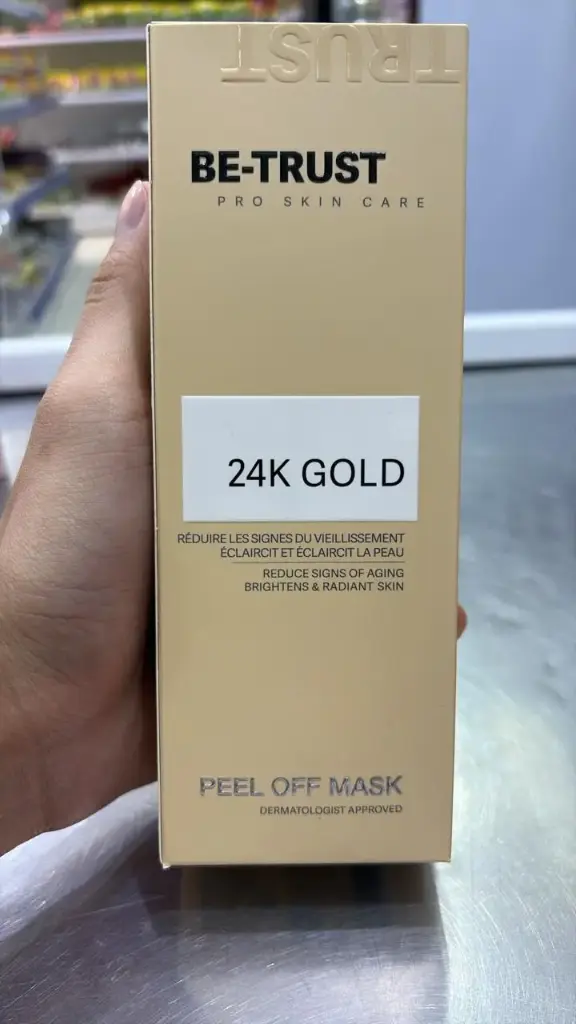 TRUST
BE-TRUST
PRO SKIN CARE
24K GOLD
RÉDUIRE LES SIGNES DU VIEILLISSEMENT
ÉCLAIRCIT ET ÉCLAIRCIT LA PEAU
REDUCE SIGNS OF AGING
BRIGHTENS & RADIANT SKIN
PEEL OFF MASK
DERMATOLOGIST APPROVED